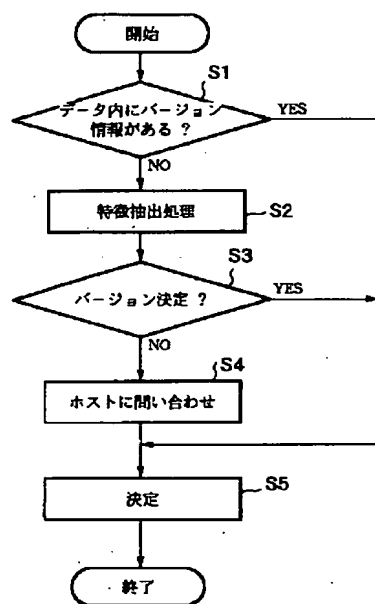 開始
S1
データ内にバージョン
情報がある ?
YES
NO
特徴抽出処理
S2
S3
バージョン決定 ?
YES
NO
S4
ホストに問い合わせ
決定
S5
終了